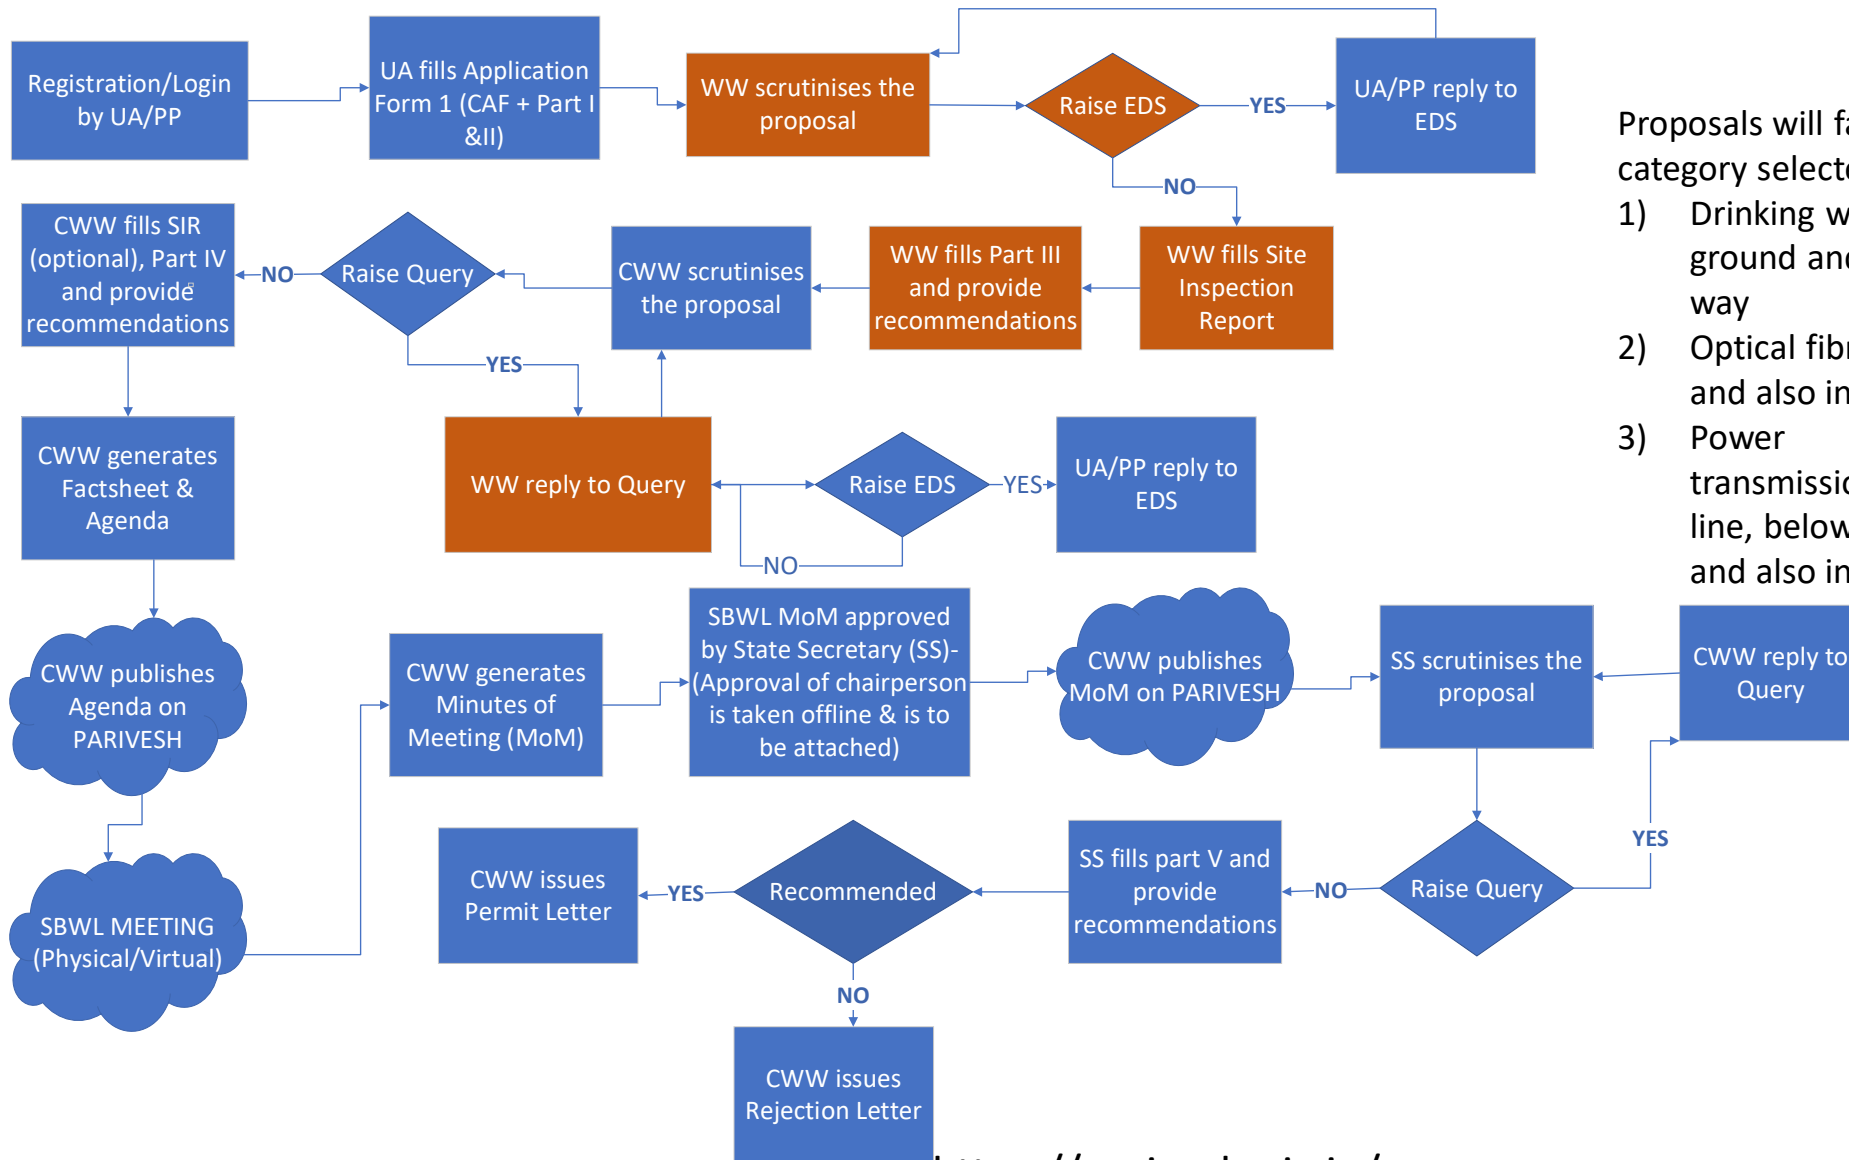 Registration/Login
by UA/PP
UA fills Application
Form 1 (CAF + Part I
&II)
WW scrutinises the
proposal
Raise EDS
YES
UA/PP reply to
EDS
NO
CWW fills SIR
(optional), Part IV
and provide
recommendations
NO
Raise Query
CWW scrutinises
the proposal
WW fills Part III
and provide
recommendations
WW fills Site
Inspection
Report
YES
CWW generates
Factsheet &
Agenda
WW reply to Query
Raise EDS
YES
UA/PP reply to
EDS
NO
Proposals will
category
1) Drinking
ground
way
2) Optical
and also
3) Power
line,
and also
CWW publishes
Agenda on
PARIVESH
CWW generates
Minutes of
Meeting (MoM)
SBWL MoM approved
by State Secretary (SS)-
(Approval of chairperson
is taken offline & is to
be attached)
CWW publishes
MoM on PARIVESH
SS scrutinises the
proposal
CWW reply to
Query
YES
SBWL MEETING
(Physical/Virtual)
CWW issues
Permit Letter
YES
Recommended
SS fills part V and
provide
recommendations
NO
Raise Query
NO
CWW issues
Rejection Letter